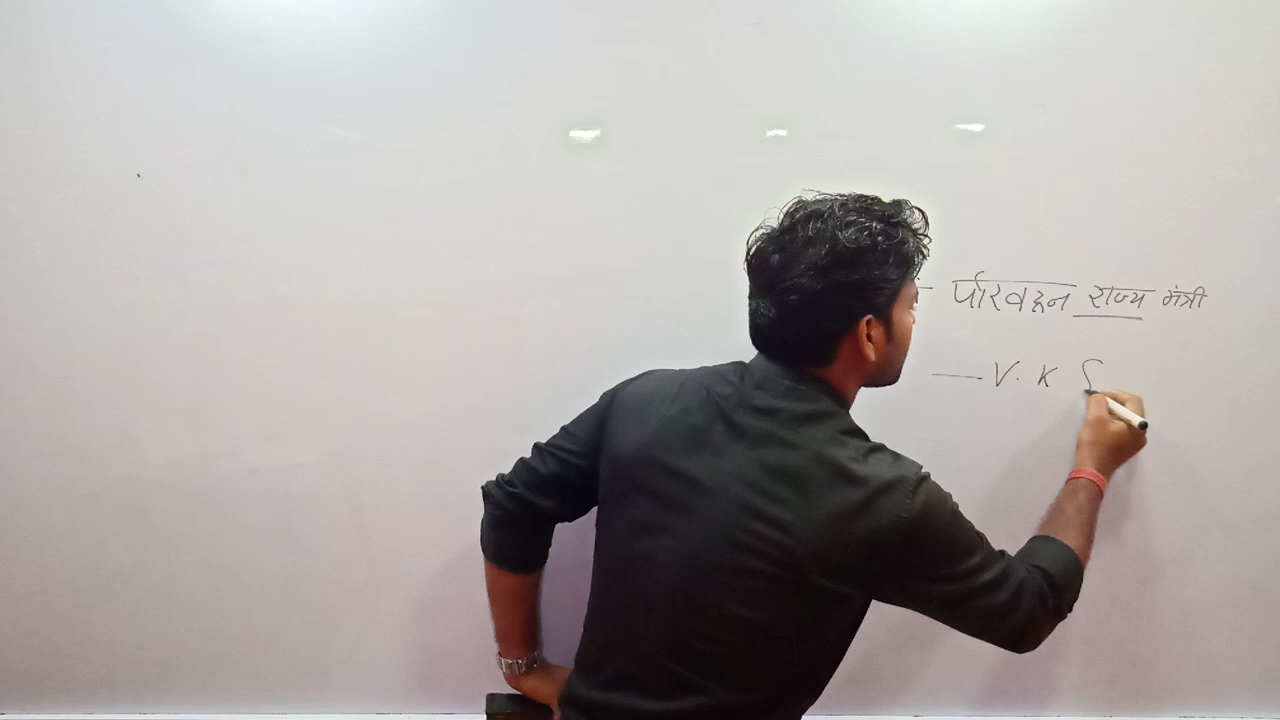 — परिवहन राज्य मंत्री
— V. K. S